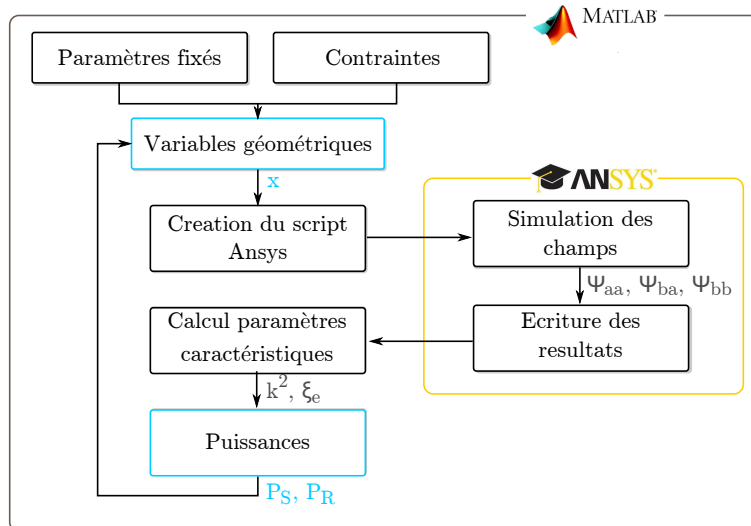 MATLAB
Paramètres fixés
Contraintes
Variables géométriques
x
ANSYS
Creation du script
Ansys
Simulation des
champs
Ψaa, Ψba, Ψbb
Calcul paramètres
caractéristiques
Ecriture des
resultats
k², ξe
Puissances
PS, PR